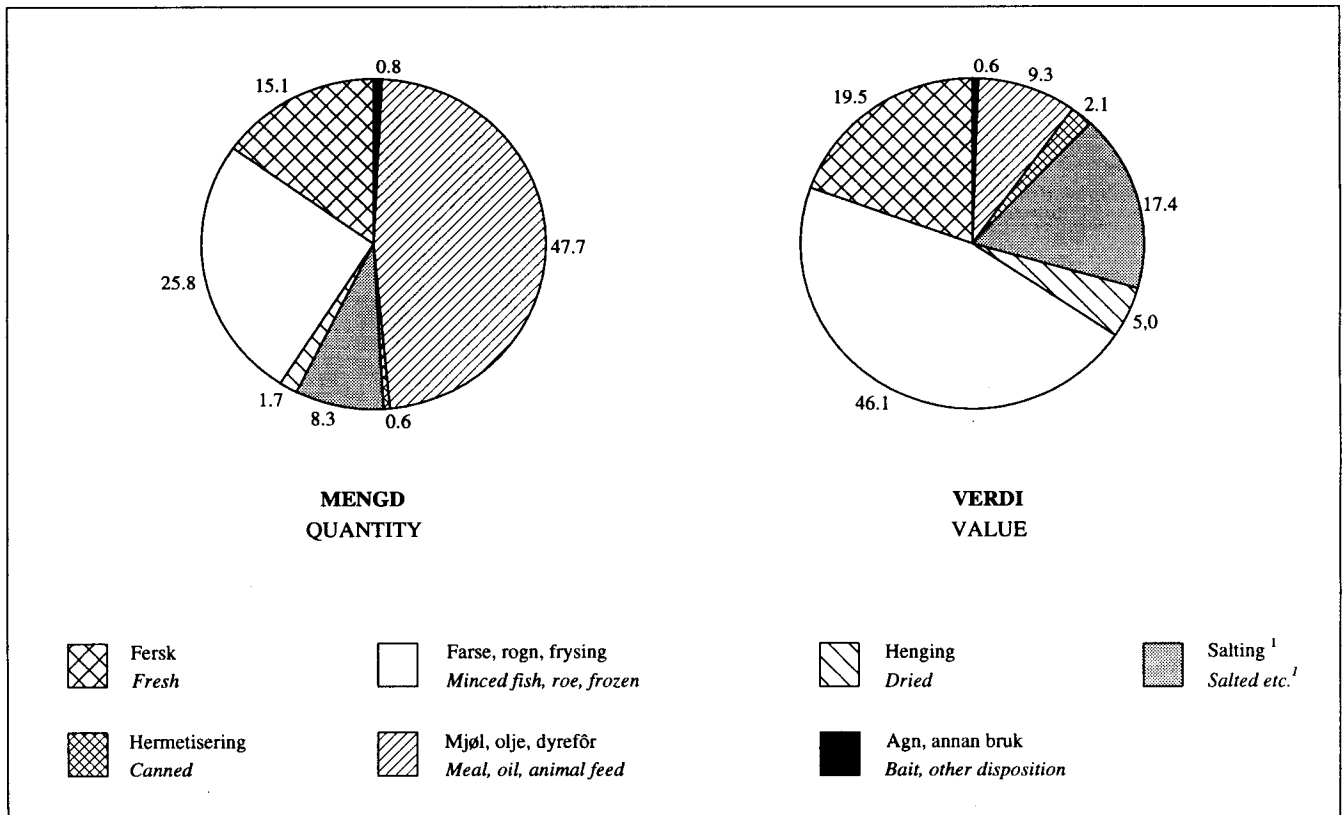 0.8
15.1
47.7
25.8
1.7
8.3
0.6
MENGD
QUANTITY
0.6
9.3
2.1
19.5
17.4
5,0
46.1
VERDI
VALUE
Fersk
Fresh
Farse, rogn, frysing
Minced fish, roe, frozen
Henging
Dried
Salting 1
Salted etc.1
Hermetisering
Canned
Mjøl, olje, dyrefôr
Meal, oil, animal feed
Agn, annan bruk
Bait, other disposition